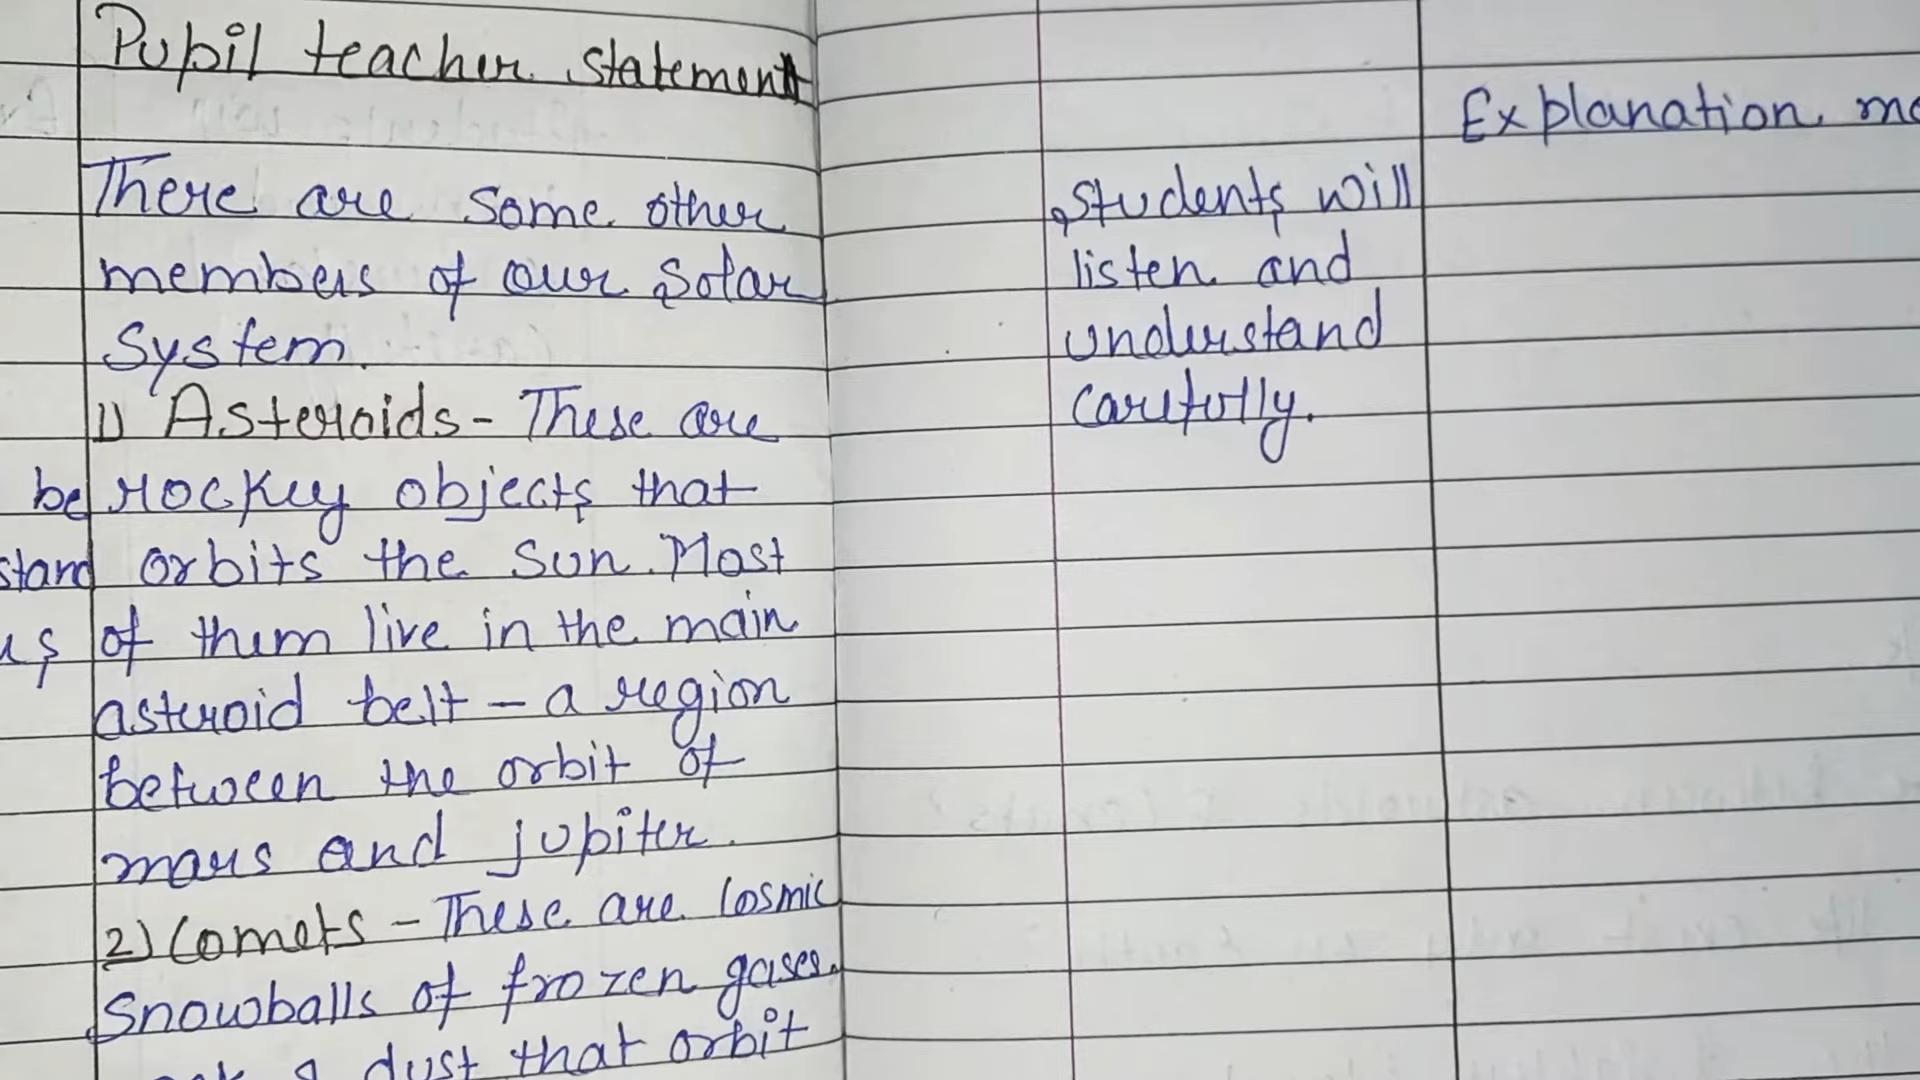 Pupil teacher statement
There are some other
members of our Solar
System.
1) Asteroids - These are
rockey objects that
orbits the Sun. Most
of them live in the main
asteroid belt - a region
between the orbit of
mars and jupiter.
2) Comets - These are cosmic
Snowballs of frozen gases,
dust that orbit
be
stand
Students will
listen and
understand
carefully.
Explanation